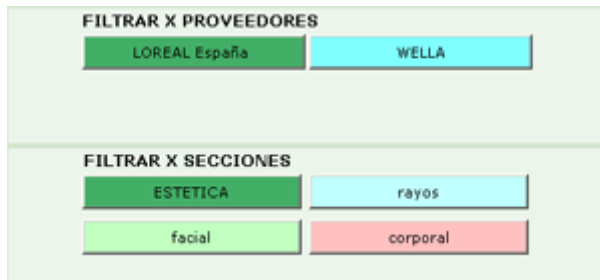 FILTRAR X PROVEEDORES
LOREAL España WELLA
FILTRAR X SECCIONES
ESTETICA rayos
facial corporal